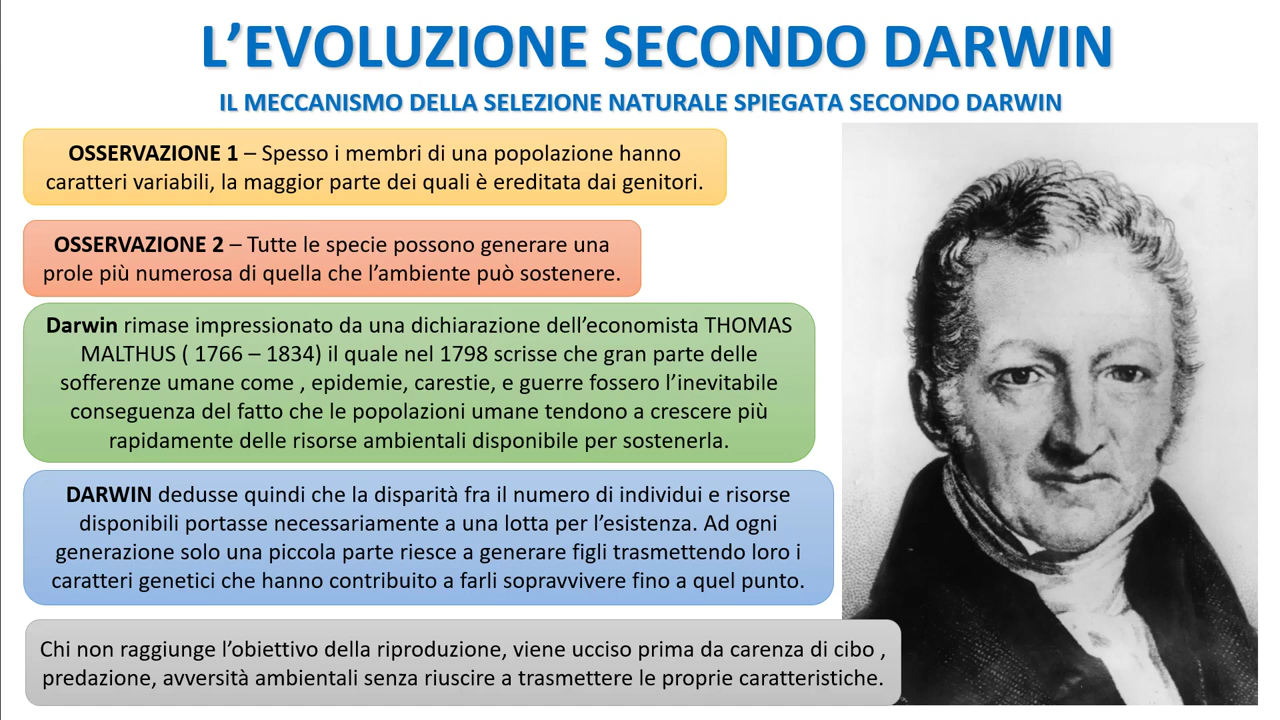 L'EVOLUZIONE SECONDO DARWIN
IL MECCANISMO DELLA SELEZIONE NATURALE SPIEGATA SECONDO DARWIN
OSSERVAZIONE 1 – Spesso i membri di una popolazione hanno
caratteri variabili, la maggior parte dei quali è ereditata dai genitori.
OSSERVAZIONE 2 – Tutte le specie possono generare una
prole più numerosa di quella che l'ambiente può sostenere.
Darwin rimase impressionato da una dichiarazione dell'economista THOMAS
MALTHUS ( 1766 – 1834) il quale nel 1798 scrisse che gran parte delle
sofferenze umane come , epidemie, carestie, e guerre fossero l'inevitabile
conseguenza del fatto che le popolazioni umane tendono a crescere più
rapidamente delle risorse ambientali disponibile per sostenerla.
DARWIN dedusse quindi che la disparità fra il numero di individui e risorse
disponibili portasse necessariamente a una lotta per l'esistenza. Ad ogni
generazione solo una piccola parte riesce a generare figli trasmettendo loro i
caratteri genetici che hanno contribuito a farli sopravvivere fino a quel punto.
Chi non raggiunge l'obiettivo della riproduzione, viene ucciso prima da carenza di cibo ,
predazione, avversità ambientali senza riuscire a trasmettere le proprie caratteristiche.